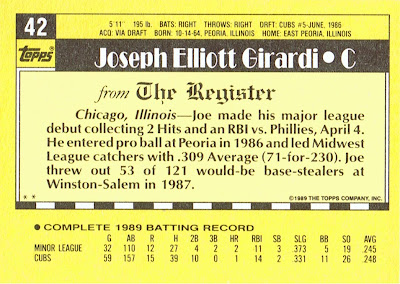 42
5'11" 195 lb. BATS: RIGHT THROWS: RIGHT DRFT: CUBS #5-JUNE, 1986
ACQ: VIA DRAFT BORN: 10-14-64, PEORIA, ILLINOIS HOME: EAST PEORIA, ILLINOIS
Topps
Joseph Elliott Girardi • C
from The Register
Chicago, Illinois—Joe made his major league
debut collecting 2 Hits and an RBI vs. Phillies, April 4.
He entered pro ball at Peoria in 1986 and led Midwest
League catchers with .309 Average (71-for-230). Joe
threw out 53 of 121 would-be base-stealers at
Winston-Salem in 1987.
* *
©1989 THE TOPPS COMPANY, INC.
● COMPLETE 1989 BATTING RECORD
G AB R H 2B 3B HR RBI SB SLG BB SO AVG
MINOR LEAGUE 32 110 12 27 4 2 2 11 3 .373 5 19 .245
CUBS 59 157 15 39 10 0 1 14 2 .331 11 26 .248